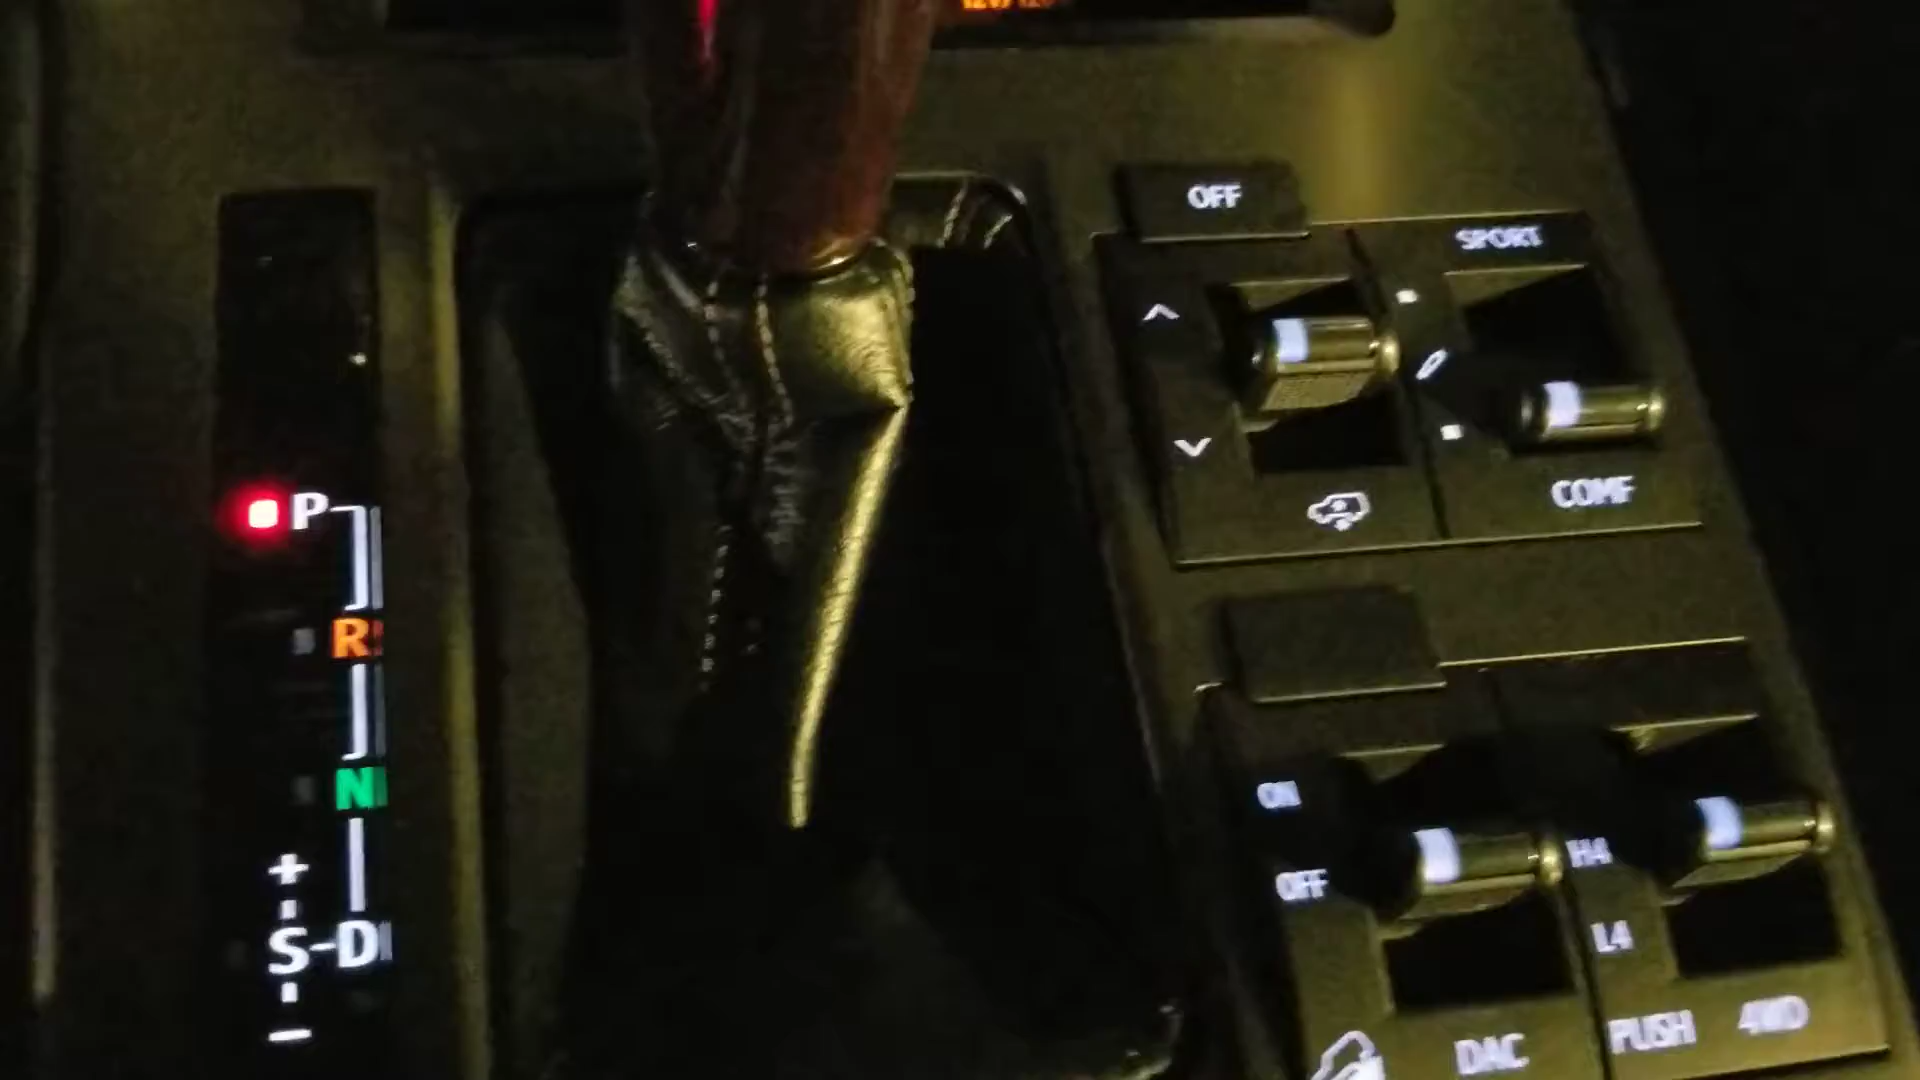 OFF
SPORT
COMF
P
R
N
+
S-D
–
ON
OFF
H4
L4
DAC
PUSH 4WD